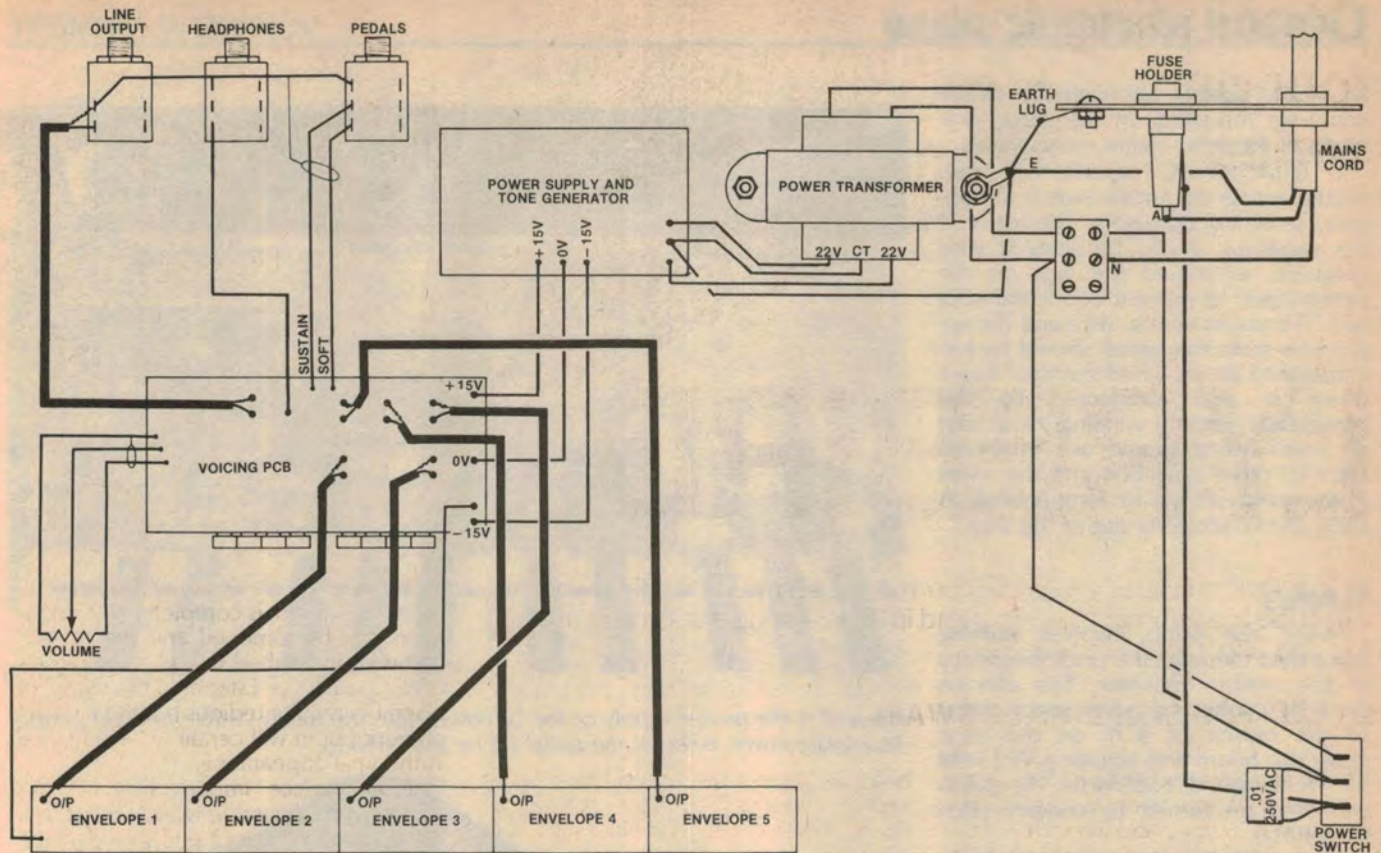 LINE
OUTPUT
HEADPHONES
PEDALS
FUSE
HOLDER
EARTH
LUG
MAINS
CORD
POWER SUPPLY AND
TONE GENERATOR
+15V
0V
−15V
POWER TRANSFORMER
22V CT 22V
E
A
N
SUSTAIN
SOFT
+15V
VOICING PCB
0V
−15V
VOLUME
O/P
ENVELOPE 1
O/P
ENVELOPE 2
O/P
ENVELOPE 3
O/P
ENVELOPE 4
O/P
ENVELOPE 5
.01
250VAC
POWER
SWITCH